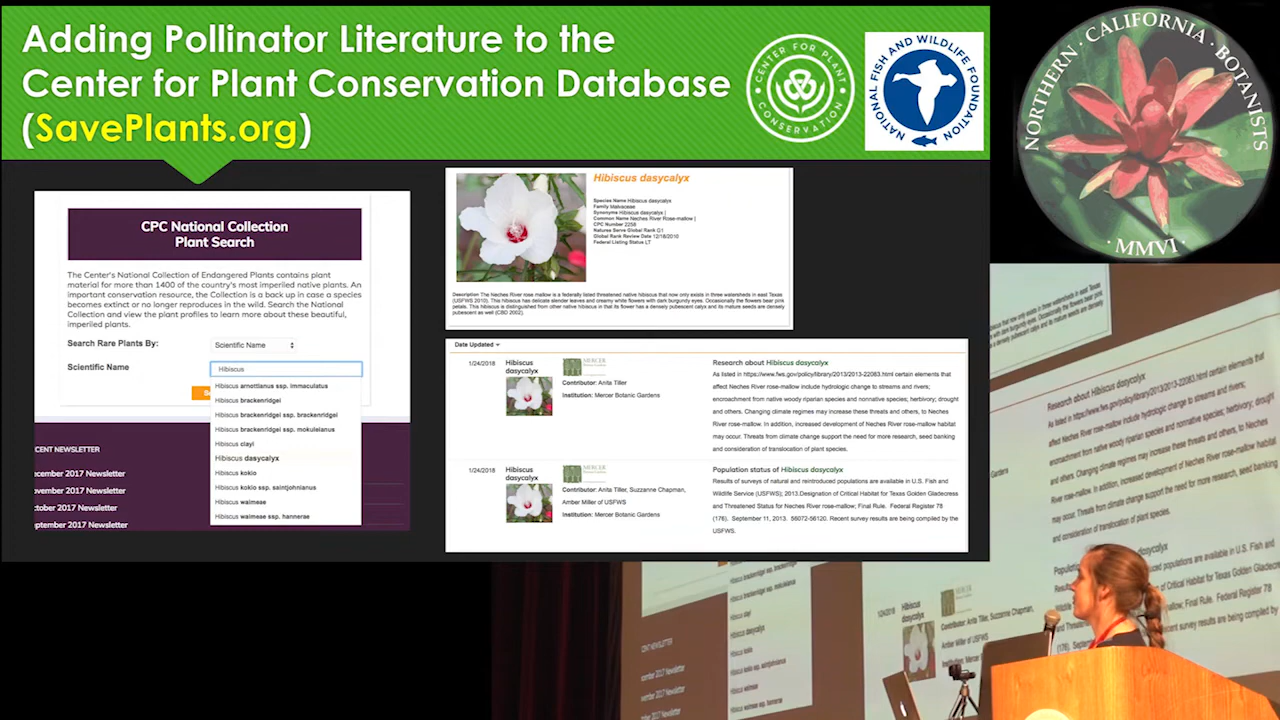 Adding Pollinator Literature to the
Center for Plant Conservation Database
(SavePlants.org)
CENTER FOR PLANT
CONSERVATION
NATIONAL FISH AND WILDLIFE FOUNDATION
NORTHERN · CALIFORNIA · BOTANISTS
· MMVI ·
CPC National Collection
Plant Search
The Center's National Collection of Endangered Plants contains plant
material for more than 1400 of the country's most imperiled native plants. An
important conservation resource, the Collection is a back up in case a species
becomes extinct or no longer reproduces in the wild. Search the National
Collection and view the plant profiles to learn more about these beautiful,
imperiled plants.
Search Rare Plants By:
Scientific Name
Scientific Name
Hibiscus
Hibiscus arnottianus ssp. immaculatus
Hibiscus brackenridgei
Hibiscus brackenridgei ssp. brackenridgei
Hibiscus brackenridgei ssp. mokuleianus
Hibiscus clayi
Hibiscus dasycalyx
Hibiscus kokio
Hibiscus kokio ssp. saintjohnianus
Hibiscus waimeae
Hibiscus waimeae ssp. hannerae
CENT NEWSLETTER
ecember 2017 Newsletter
ovember 2017 Newsletter
ctober 2017 Newsletter
eptember 2017 Newsletter
Hibiscus dasycalyx
Species Name Hibiscus dasycalyx
Family Malvaceae
Synonyms Hibiscus dasycalyx |
Common Name Neches River Rose-mallow |
CPC Number 2258
Natures Serve Global Rank G1
Global Rank Review Date 12/18/2010
Federal Listing Status LT
Description The Neches River rose mallow is a federally listed threatened native hibiscus that now only exists in three watersheds in east Texas
(USFWS 2010). This hibiscus has delicate slender leaves and creamy white flowers with dark burgundy eyes. Occasionally the flowers bear pink
petals. This hibiscus is distinguished from other native hibiscus in that its flower has a densely pubescent calyx and its mature seeds are densely
pubescent as well (CBD 2002).
Date Updated
1/24/2018
Hibiscus
dasycalyx
MERCER
Contributor: Anita Tiller
Institution: Mercer Botanic Gardens
Research about Hibiscus dasycalyx
As listed in https://www.fws.gov/policy/library/2013/2013-22083.html certain elements that
affect Neches River rose-mallow include hydrologic change to streams and rivers;
encroachment from native woody riparian species and nonnative species; herbivory; drought
and others. Changing climate regimes may increase these threats and others, to Neches
River rose-mallow. In addition, increased development of Neches River rose-mallow habitat
may occur. Threats from climate change support the need for more research, seed banking
and consideration of translocation of plant species.
1/24/2018
Hibiscus
dasycalyx
MERCER
Contributor: Anita Tiller, Suzzanne Chapman,
Amber Miller of USFWS
Institution: Mercer Botanic Gardens
Population status of Hibiscus dasycalyx
Results of surveys of natural and reintroduced populations are available in U.S. Fish and
Wildlife Service (USFWS); 2013.Designation of Critical Habitat for Texas Golden Gladecress
and Threatened Status for Neches River rose-mallow; Final Rule. Federal Register 78
(176). September 11, 2013. 56072-56120. Recent survey results are being compiled by the
USFWS.